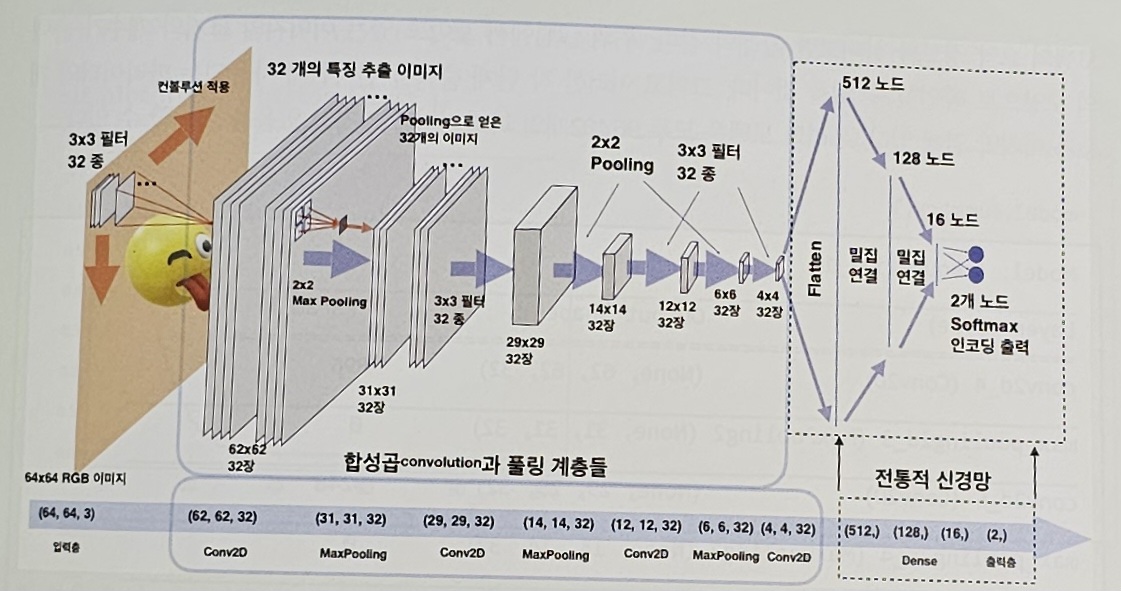 컨볼루션 적용
3x3 필터
32 종
...
32 개의 특징 추출 이미지
...
Pooling으로 얻은
32개의 이미지
...
2x2
Max Pooling
3x3 필터
32 종
2x2
Pooling
3x3 필터
32 종
62x62
32장
31x31
32장
29x29
32장
14x14
32장
12x12
32장
6x6
32장
4x4
32장
합성곱convolution과 풀링 계층들
512 노드
128 노드
16 노드
Flatten
밀집
연결
밀집
연결
2개 노드
Softmax
인코딩 출력
전통적 신경망
64x64 RGB 이미지
(64, 64, 3)
입력층
(62, 62, 32)
Conv2D
(31, 31, 32)
MaxPooling
(29, 29, 32)
Conv2D
(14, 14, 32)
MaxPooling
(12, 12, 32)
Conv2D
(6, 6, 32)
MaxPooling
(4, 4, 32)
Conv2D
(512,)
(128,)
(16,)
(2,)
Dense
출력층